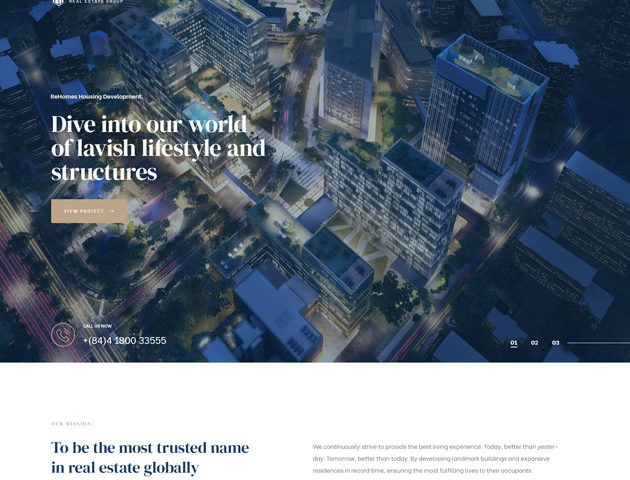 REAL ESTATE GROUP
ReHomes Housing Development.
Dive into our world
of lavish lifestyle and
structures
VIEW PROJECT →
CALL US NOW
+(84)4 1800 33555
01 02 03
OUR MISSION.
To be the most trusted name
in real estate globally
We continuously strive to provide the best living experience. Today, better than yester-
day. Tomorrow, better than today. By developing landmark buildings and expansive
residences in record time, ensuring the most fulfilling lives to their occupants.